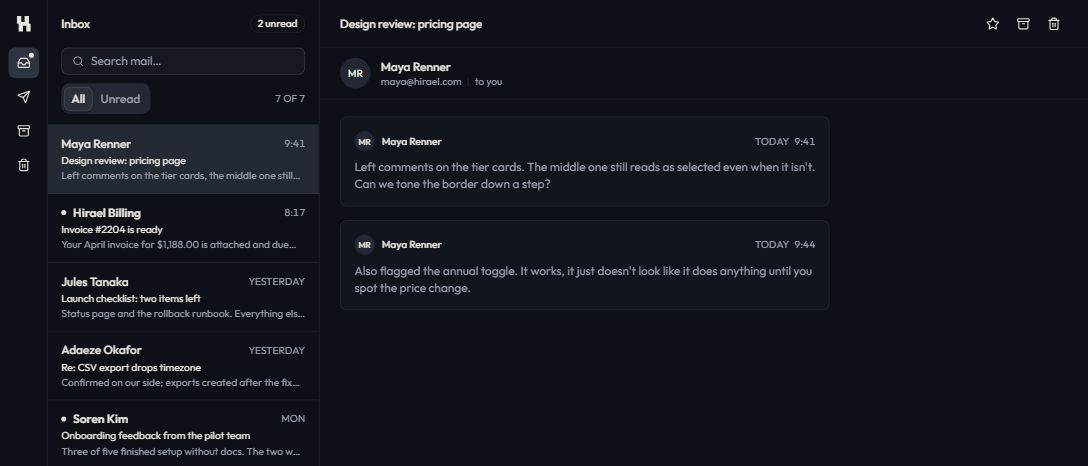 Inbox
2 unread
Search mail...
All
Unread
7 OF 7
Maya Renner
9:41
Design review: pricing page
Left comments on the tier cards, the middle one still...
Hirael Billing
8:17
Invoice #2204 is ready
Your April invoice for $1,188.00 is attached and due...
Jules Tanaka
YESTERDAY
Launch checklist: two items left
Status page and the rollback runbook. Everything els...
Adaeze Okafor
YESTERDAY
Re: CSV export drops timezone
Confirmed on our side; exports created after the fix...
Soren Kim
MON
Onboarding feedback from the pilot team
Three of five finished setup without docs. The two w...
Design review: pricing page
MR
Maya Renner
maya@hirael.com
to you
MR
Maya Renner
TODAY 9:41
Left comments on the tier cards. The middle one still reads as selected even when it isn't.
Can we tone the border down a step?
MR
Maya Renner
TODAY 9:44
Also flagged the annual toggle. It works, it just doesn't look like it does anything until you
spot the price change.